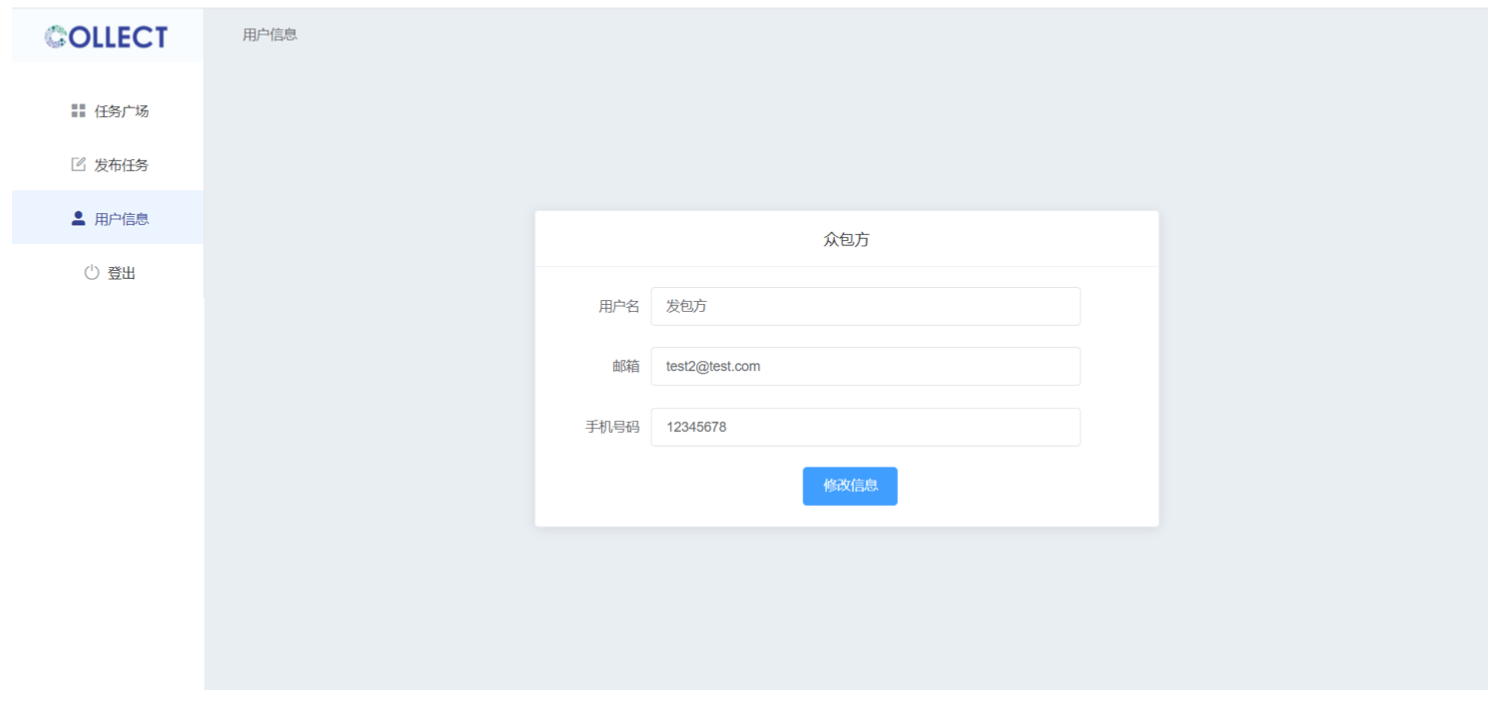 COLLECT
用户信息
任务广场
发布任务
用户信息
登出
众包方
用户名 发包方
邮箱 test2@test.com
手机号码 12345678
修改信息